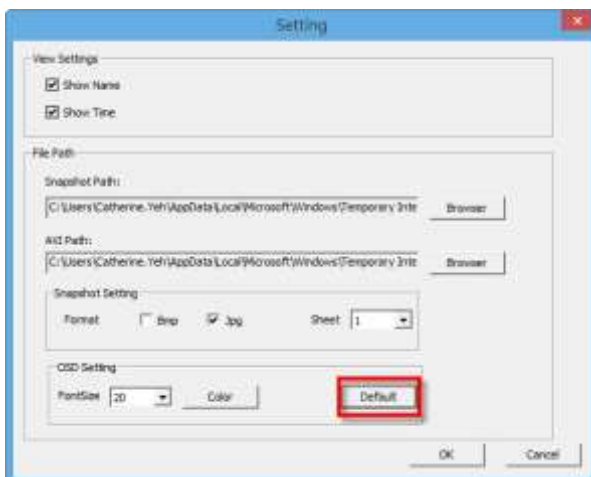 Setting
View Settings
Show Name
Show Time
File Path
Snapshot Path:
C:\Users\Catherine.Yeh\AppData\Local\Microsoft\Windows\Temporary Inte Browser
AVI Path:
C:\Users\Catherine.Yeh\AppData\Local\Microsoft\Windows\Temporary Inte Browser
Snapshot Setting
Format Bmp Jpg Sheet 1
OSD Setting
FontSize 20 Color Default
OK Cancel